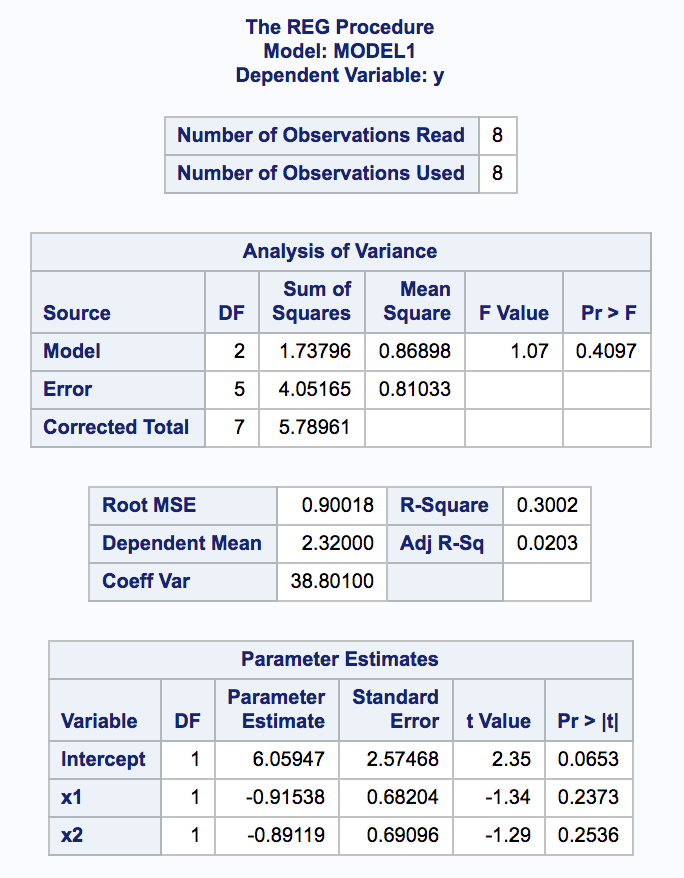 The REG Procedure
Model: MODEL1
Dependent Variable: y
Number of Observations Read 8
Number of Observations Used 8
Analysis of Variance
Source DF Sum of Squares Mean Square F Value Pr > F
Model 2 1.73796 0.86898 1.07 0.4097
Error 5 4.05165 0.81033
Corrected Total 7 5.78961
Root MSE 0.90018 R-Square 0.3002
Dependent Mean 2.32000 Adj R-Sq 0.0203
Coeff Var 38.80100
Parameter Estimates
Variable DF Parameter Estimate Standard Error t Value Pr > |t|
Intercept 1 6.05947 2.57468 2.35 0.0653
x1 1 -0.91538 0.68204 -1.34 0.2373
x2 1 -0.89119 0.69096 -1.29 0.2536